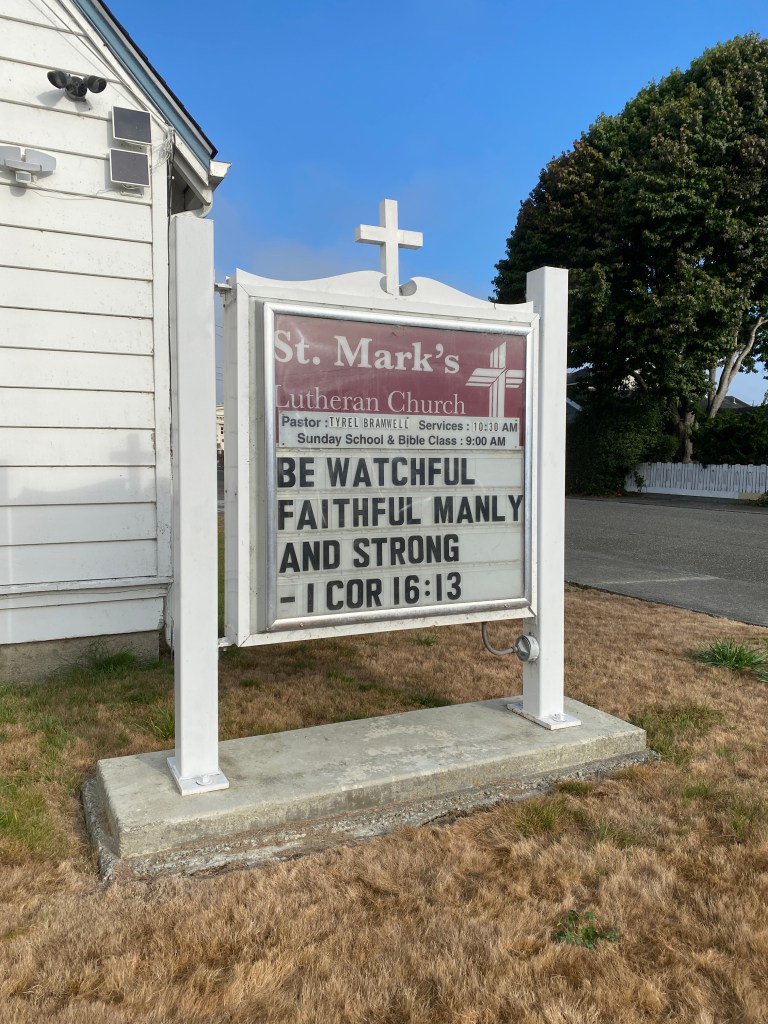 St. Mark's
Lutheran Church
Pastor : TYREL BRAMWELL Services : 10:30 AM
Sunday School & Bible Class : 9:00 AM
BE WATCHFUL
FAITHFUL MANLY
AND STRONG
- I COR 16:13